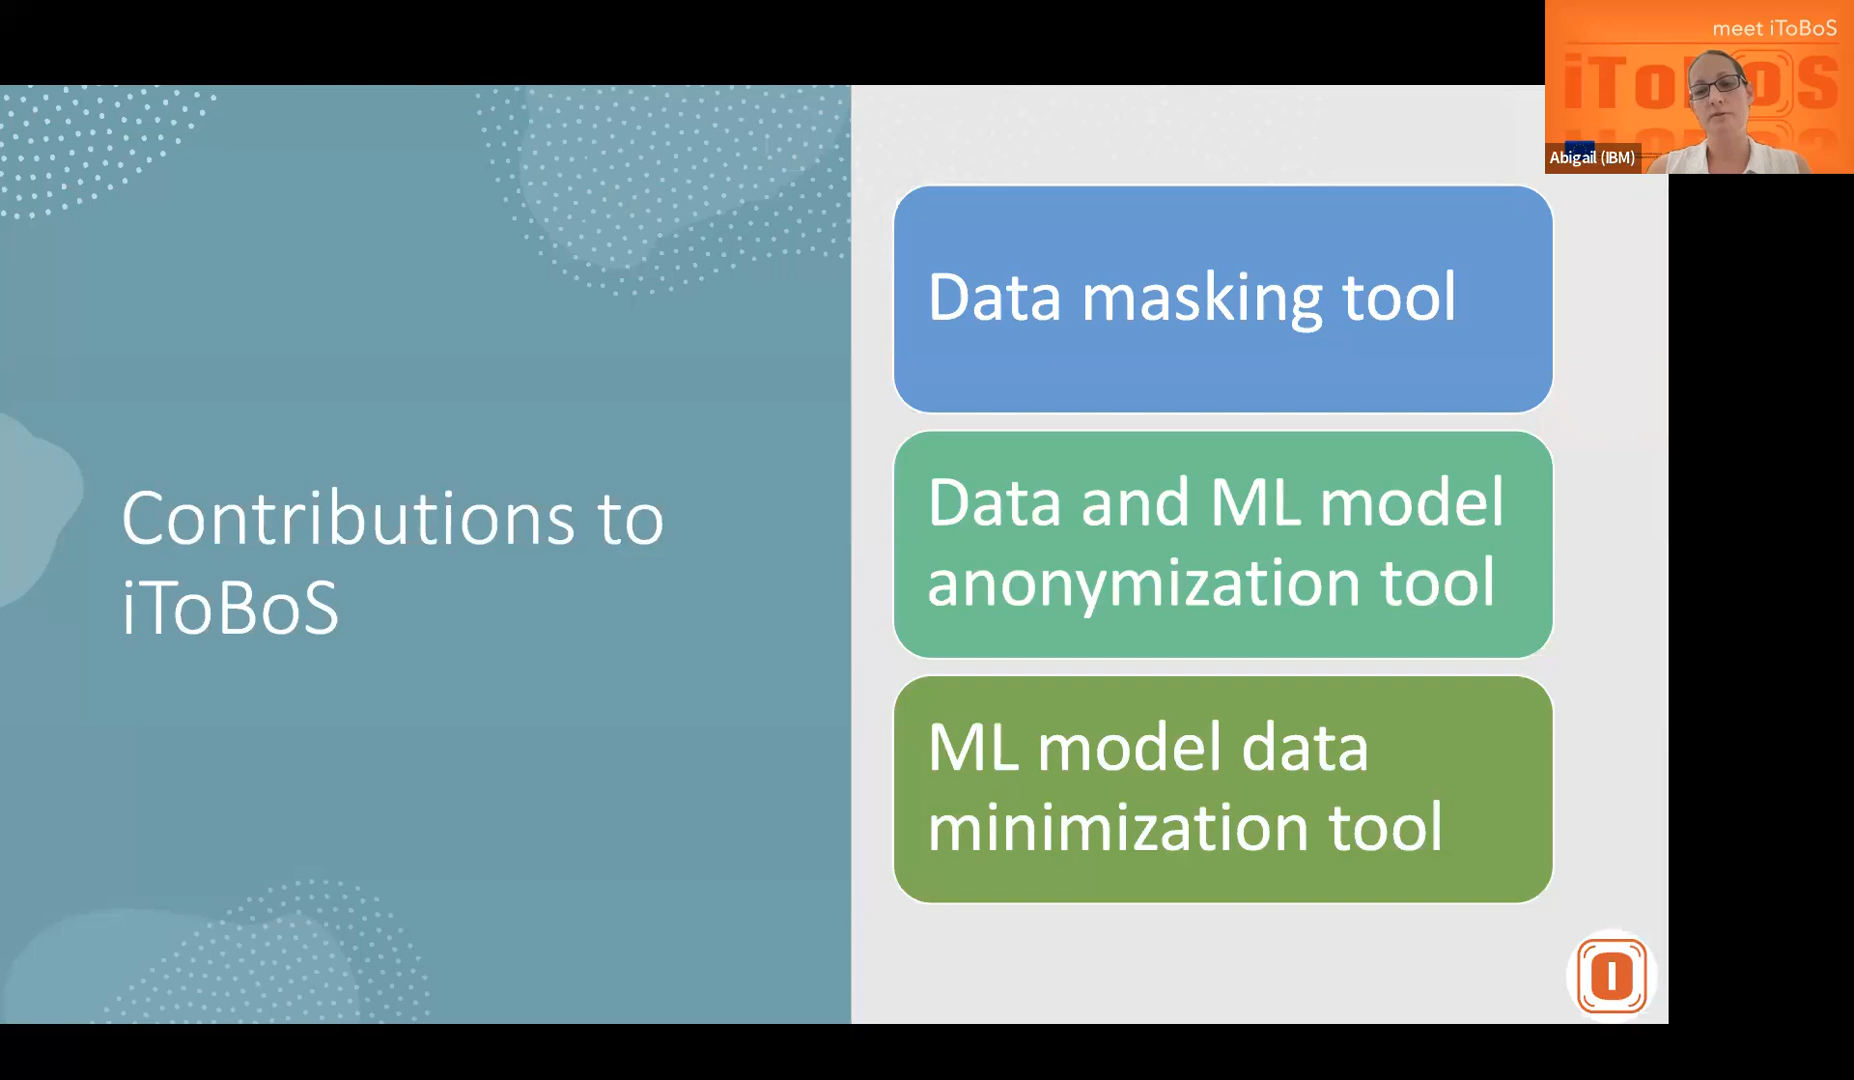 meet iToBoS
iToBoS
Abigail (IBM)
Contributions to
iToBoS
Data masking tool
Data and ML model
anonymization tool
ML model data
minimization tool
I